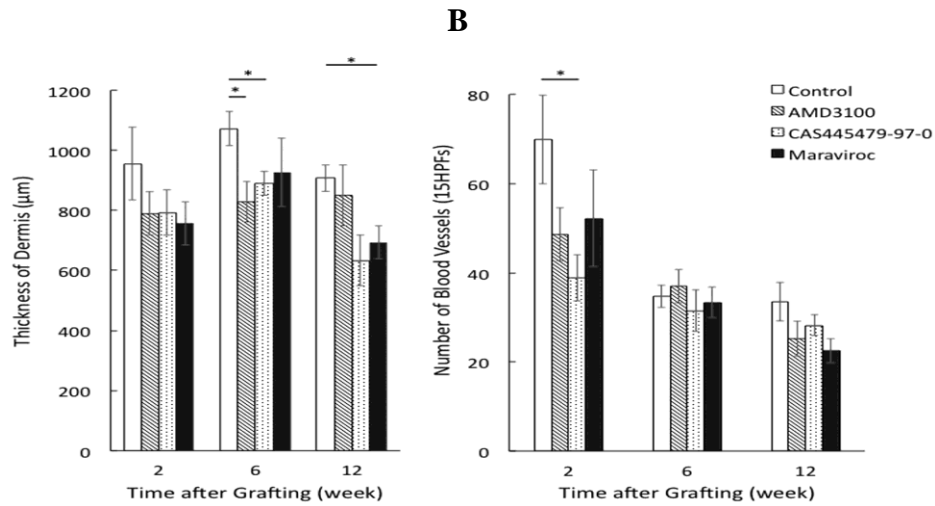 B
*
*
*
1200
1000
800
600
400
200
0
Thickness of Dermis (µm)
2 6 12
Time after Grafting (week)
*
80
60
40
20
0
Number of Blood Vessels (15HPFs)
2 6 12
Time after Grafting (week)
Control
AMD3100
CAS445479-97-0
Maraviroc